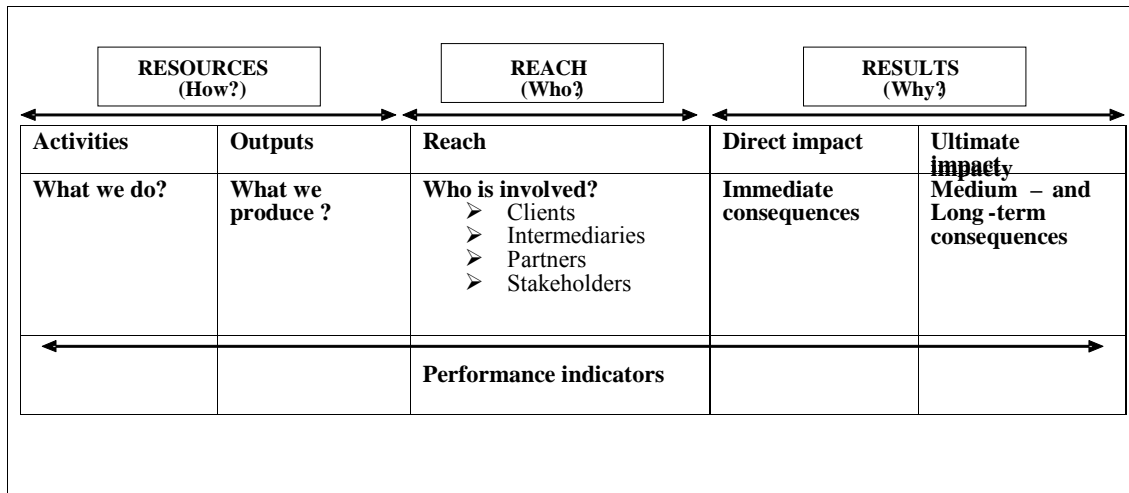 RESOURCES
(How?)
REACH
(Who?)
RESULTS
(Why?)
Activities
Outputs
Reach
Direct impact
Ultimate
impact
impacty
What we do?
What we
produce ?
Who is involved?
➢ Clients
➢ Intermediaries
➢ Partners
➢ Stakeholders
Immediate
consequences
Medium – and
Long -term
consequences
Performance indicators